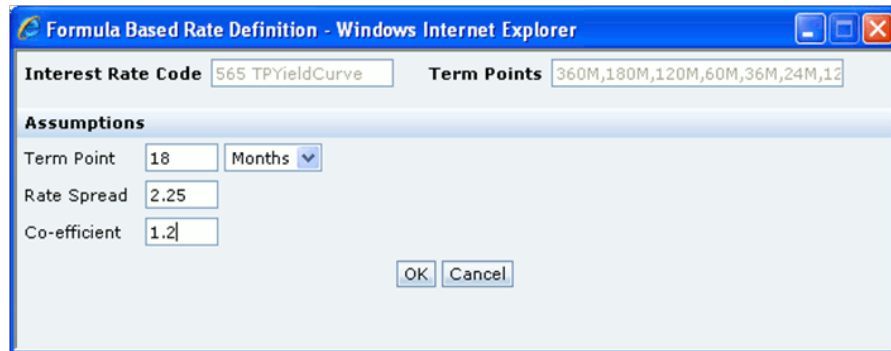 Formula Based Rate Definition - Windows Internet Explorer
Interest Rate Code 565 TPYieldCurve Term Points 360M,180M,120M,60M,36M,24M,12
Assumptions
Term Point 18 Months
Rate Spread 2.25
Co-efficient 1.2
OK Cancel